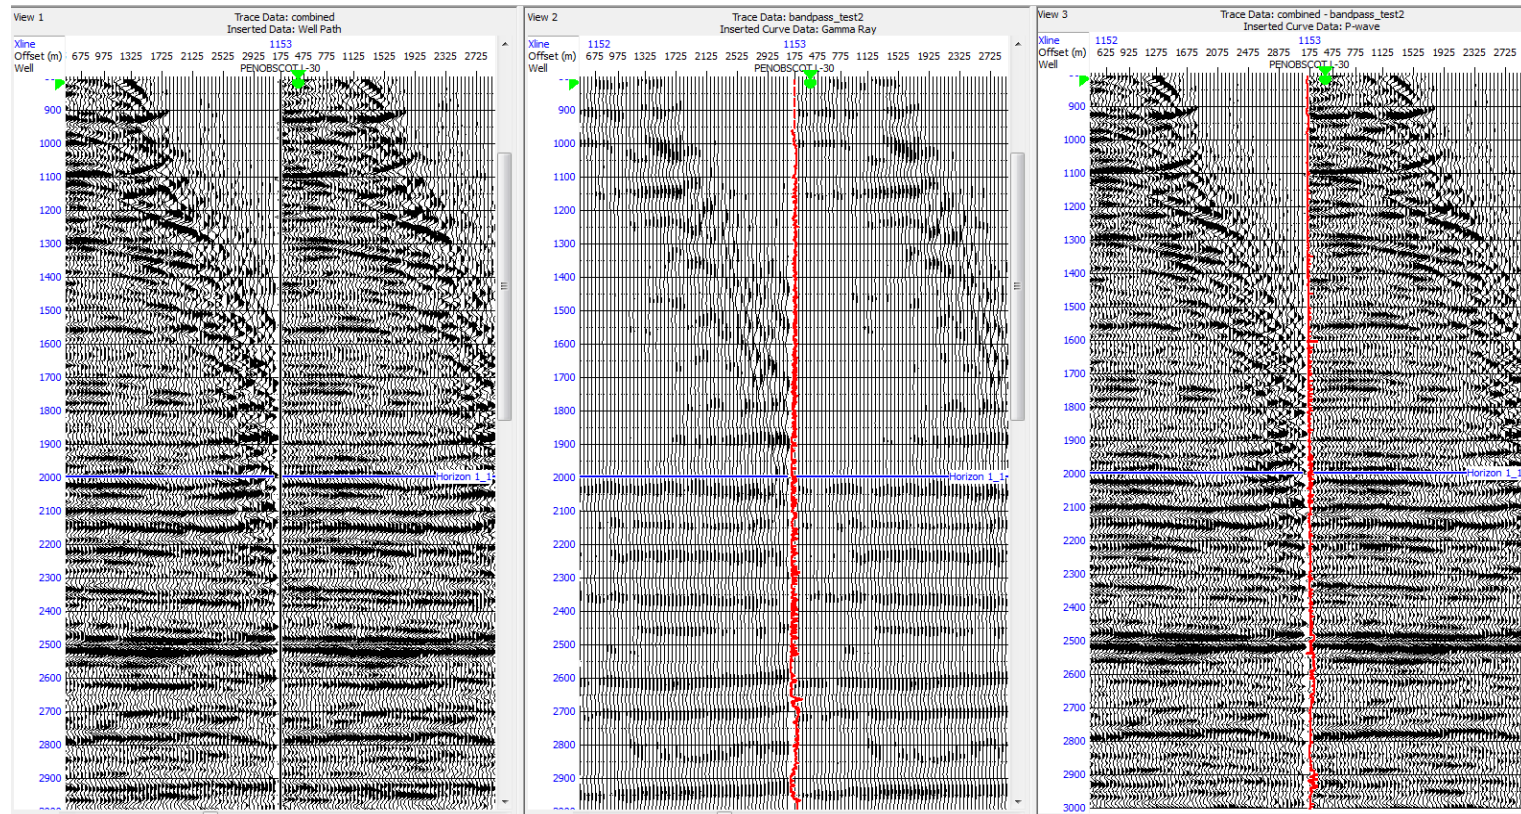 View 1
Trace Data: combined
Inserted Data: Well Path
Xline 1153
Offset (m) 675 975 1325 1725 2125 2525 2925 175 475 775 1125 1525 1925 2325 2725
Well PENOBSCOT L-30
900
1000
1100
1200
1300
1400
1500
1600
1700
1800
1900
2000 Horizon 1_1
2100
2200
2300
2400
2500
2600
2700
2800
2900
View 2
Trace Data: bandpass_test2
Inserted Curve Data: Gamma Ray
Xline 1152 1153
Offset (m) 675 975 1325 1725 2125 2525 2925 175 475 775 1125 1525 1925 2325 2725
Well PENOBSCOT L-30
900
1000
1100
1200
1300
1400
1500
1600
1700
1800
1900
2000 Horizon 1_1
2100
2200
2300
2400
2500
2600
2700
2800
2900
View 3
Trace Data: combined - bandpass_test2
Inserted Curve Data: P-wave
Xline 1152 1153
Offset (m) 625 925 1275 1675 2075 2475 2875 175 475 775 1125 1525 1925 2325 2725
Well PENOBSCOT L-30
900
1000
1100
1200
1300
1400
1500
1600
1700
1800
1900
2000 Horizon 1_1
2100
2200
2300
2400
2500
2600
2700
2800
2900
3000